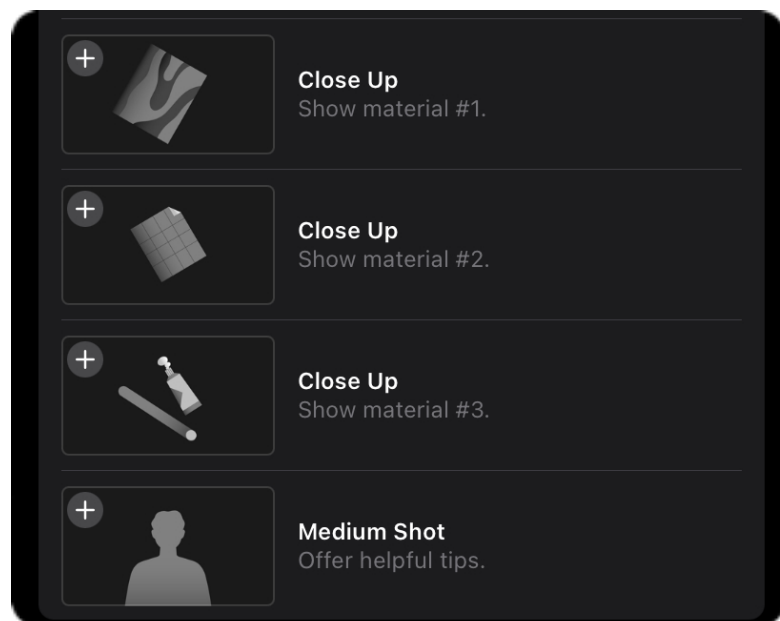 Close Up
Show material #1.
Close Up
Show material #2.
Close Up
Show material #3.
Medium Shot
Offer helpful tips.